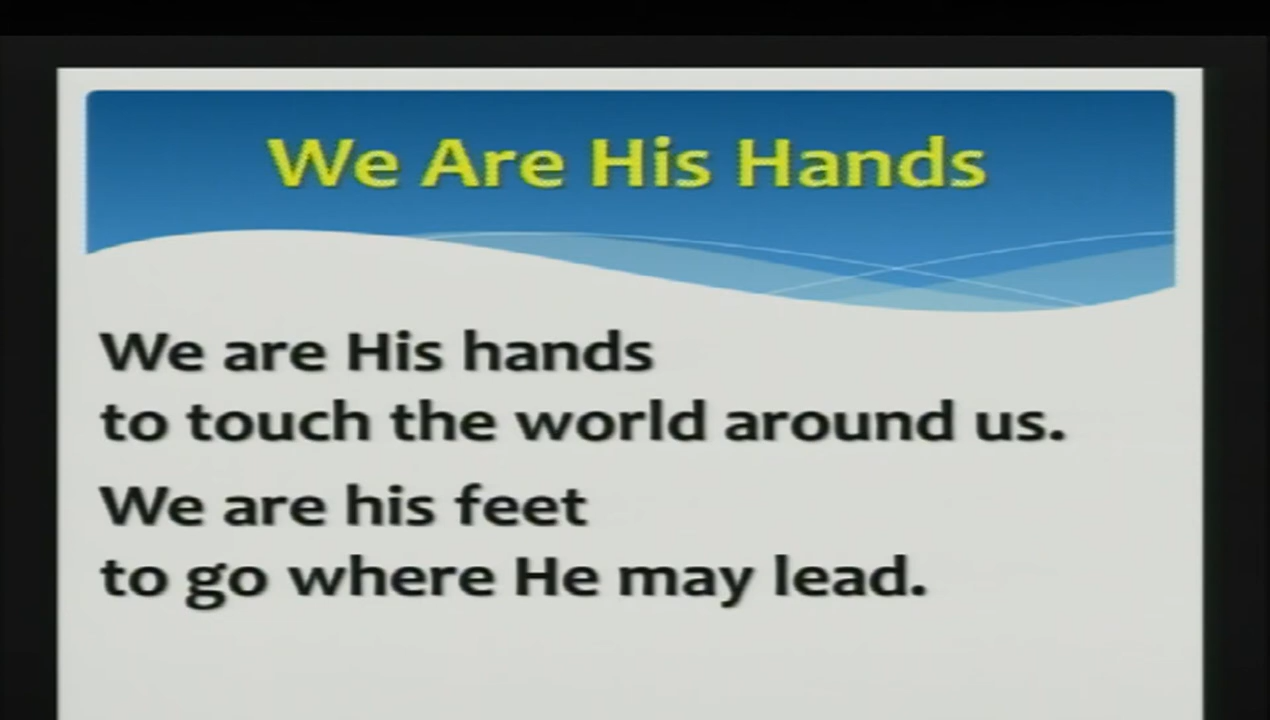 We Are His Hands
We are His hands
to touch the world around us.
We are his feet
to go where He may lead.